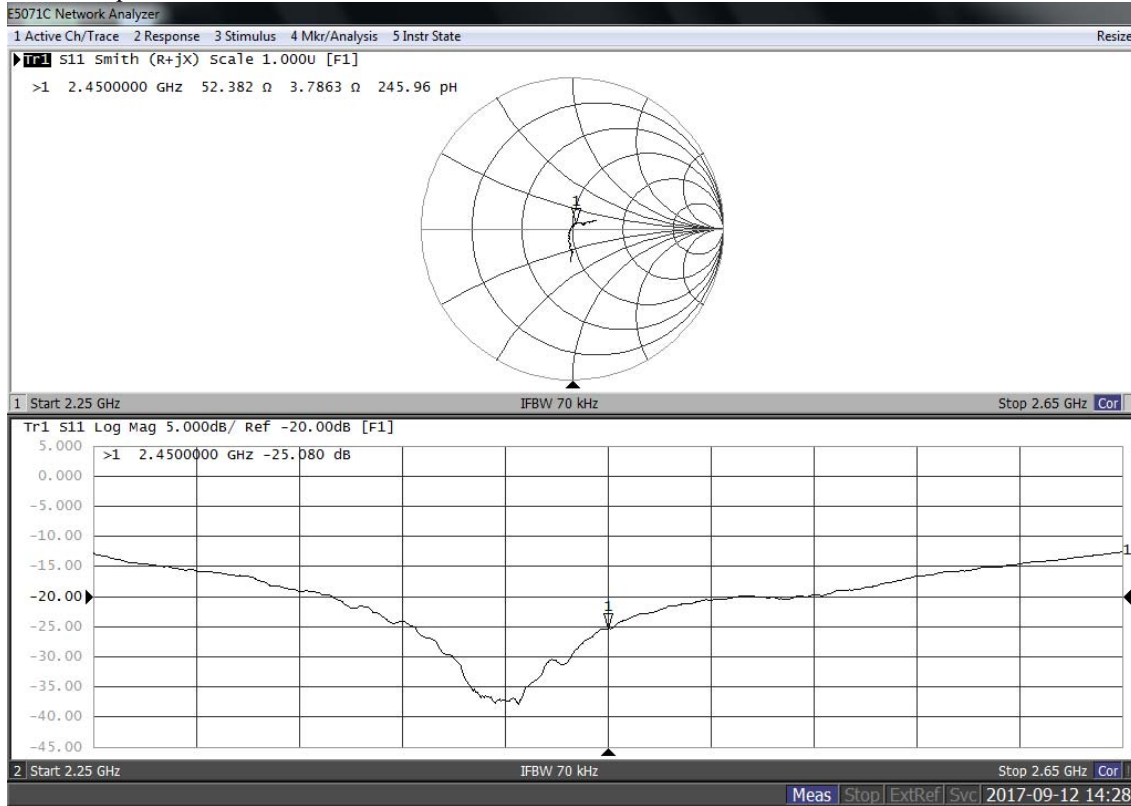 E5071C Network Analyzer
1 Active Ch/Trace 2 Response 3 Stimulus 4 Mkr/Analysis 5 Instr State Resize
Tr1 S11 Smith (R+jX) Scale 1.000U [F1]
>1 2.4500000 GHz 52.382 Ω 3.7863 Ω 245.96 pH
1
1 Start 2.25 GHz IFBW 70 kHz Stop 2.65 GHz Cor
Tr1 S11 Log Mag 5.000dB/ Ref -20.00dB [F1]
5.000
>1 2.4500000 GHz -25.080 dB
0.000
-5.000
-10.00
-15.00
1
-20.00
1
-25.00
-30.00
-35.00
-40.00
-45.00
2 Start 2.25 GHz IFBW 70 kHz Stop 2.65 GHz Cor
Meas Stop ExtRef Svc 2017-09-12 14:28